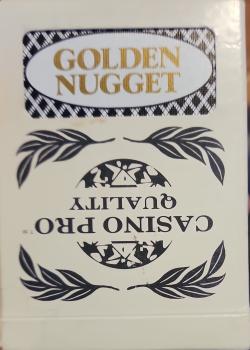 GOLDEN
NUGGET
CASINO PRO
QUALITY